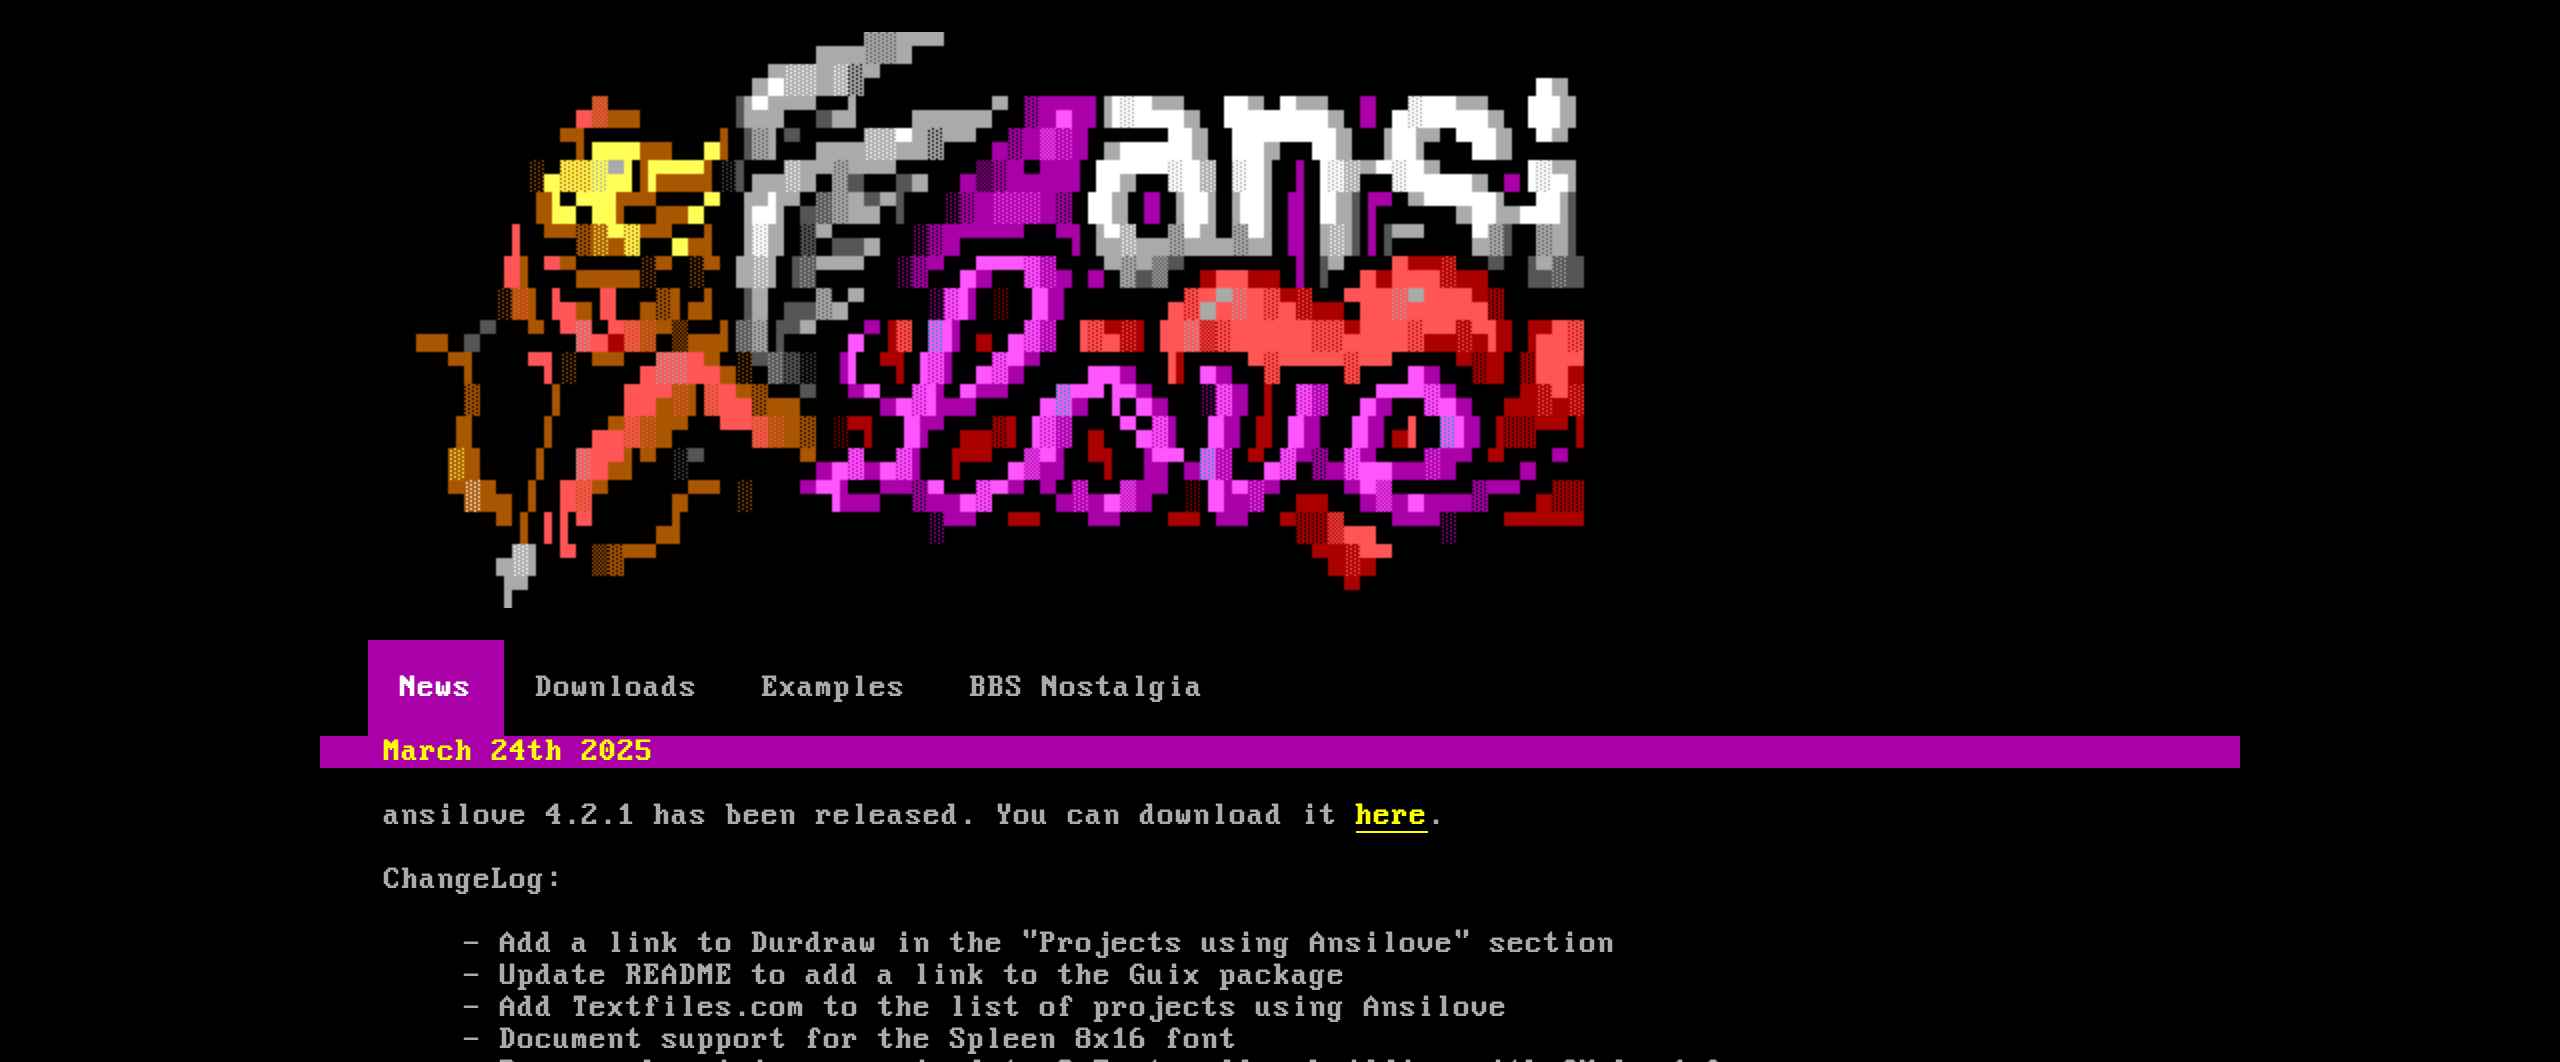 ansi
Love
News Downloads Examples BBS Nostalgia
March 24th 2025
ansilove 4.2.1 has been released. You can download it here.
ChangeLog:
- Add a link to Durdraw in the "Projects using Ansilove" section
- Update README to add a link to the Guix package
- Add Textfiles.com to the list of projects using Ansilove
- Document support for the Spleen 8x16 font